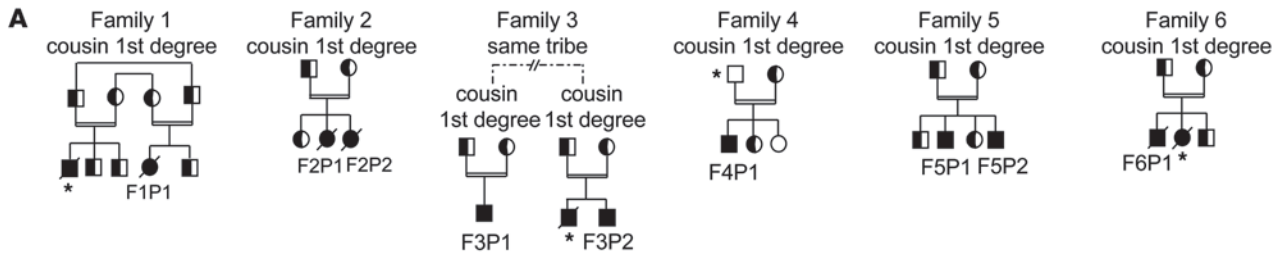 A
Family 1
cousin 1st degree
*
F1P1
Family 2
cousin 1st degree
F2P1 F2P2
Family 3
same tribe
cousin
1st degree
cousin
1st degree
F3P1
*
F3P2
Family 4
cousin 1st degree
*
F4P1
Family 5
cousin 1st degree
F5P1 F5P2
Family 6
cousin 1st degree
F6P1 *